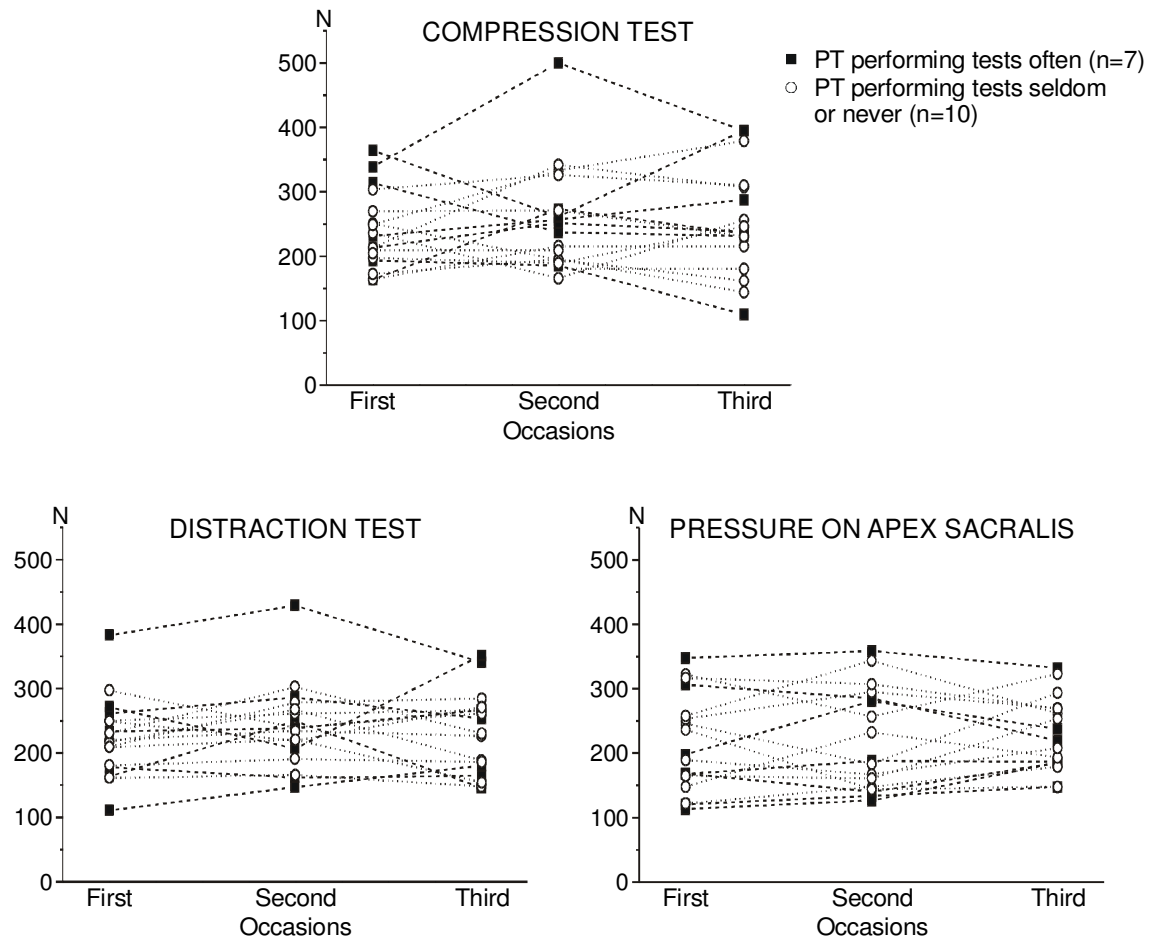 N
COMPRESSION TEST
500
400
300
200
100
0
First Second Third
Occasions
PT performing tests often (n=7)
PT performing tests seldom
or never (n=10)
N
DISTRACTION TEST
500
400
300
200
100
0
First Second Third
Occasions
N
PRESSURE ON APEX SACRALIS
500
400
300
200
100
0
First Second Third
Occasions